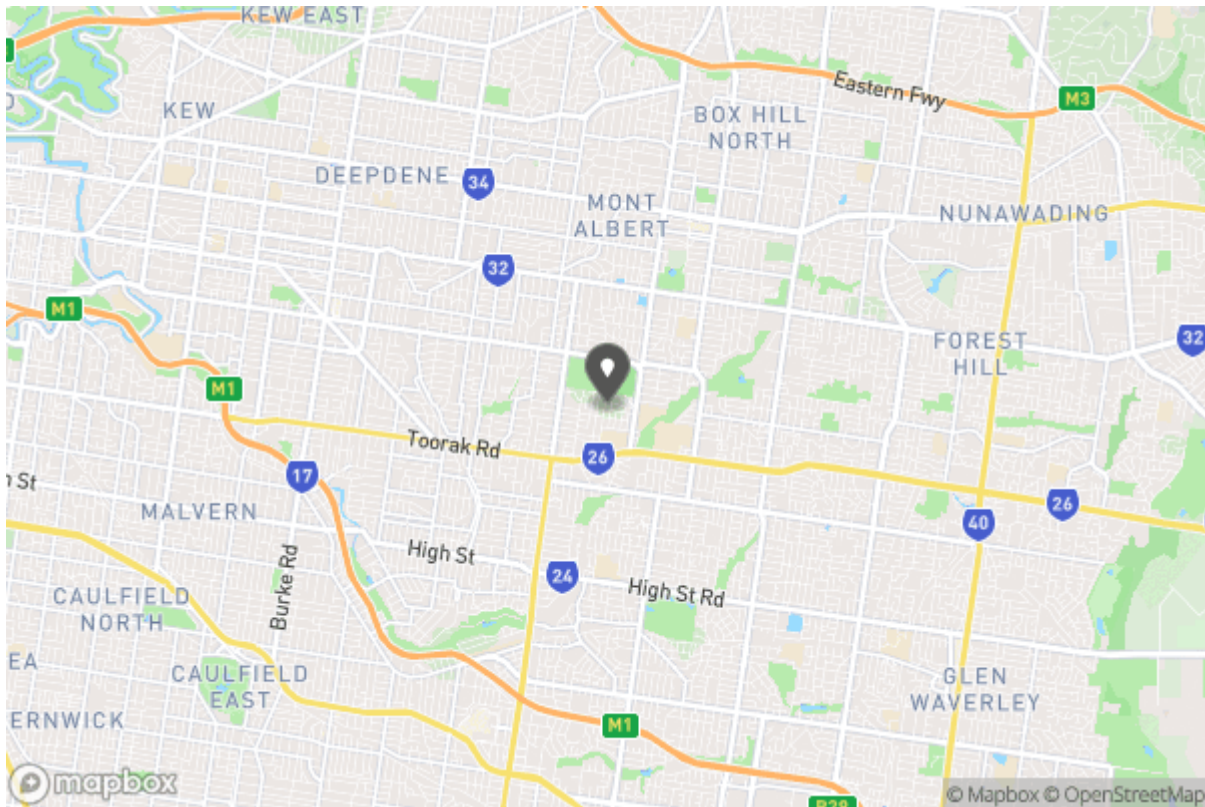 KEW EAST
Eastern Fwy
M3
KEW
BOX HILL
NORTH
DEEPDENE
34
MONT
ALBERT
NUNAWADING
32
M1
FOREST
HILL
32
M1
Toorak Rd
26
17
26
40
MALVERN
High St
24
High St Rd
Burke Rd
CAULFIELD
NORTH
CAULFIELD
EAST
GLEN
WAVERLEY
ERNWICK
M1
mapbox
© Mapbox © OpenStreetMap